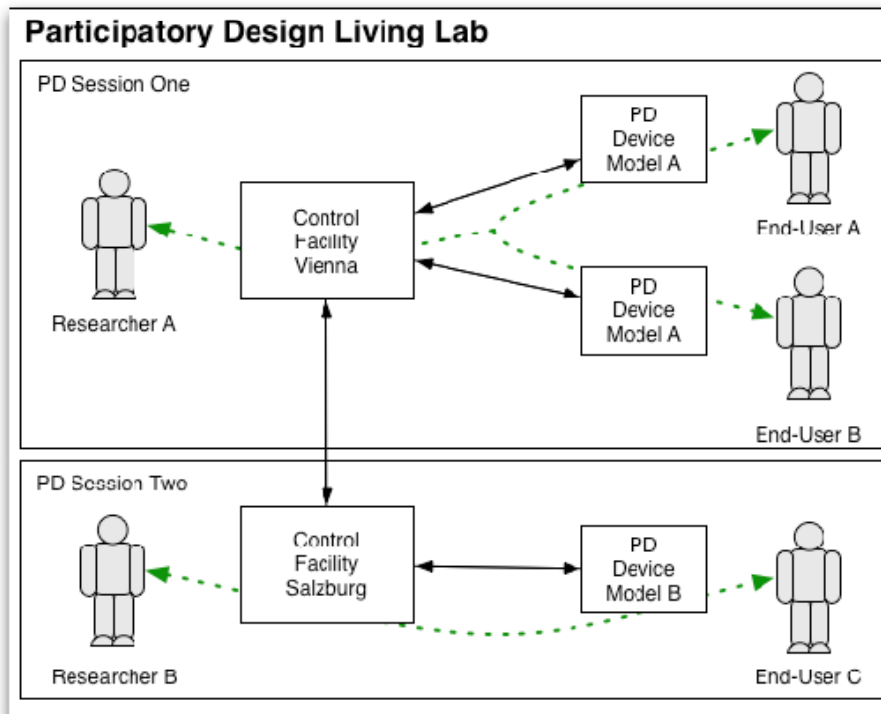 Participatory Design Living Lab
PD Session One
PD
Device
Model A
Control
Facility
Vienna
End-User A
Researcher A
PD
Device
Model A
End-User B
PD Session Two
Control
Facility
Salzburg
PD
Device
Model B
Researcher B
End-User C